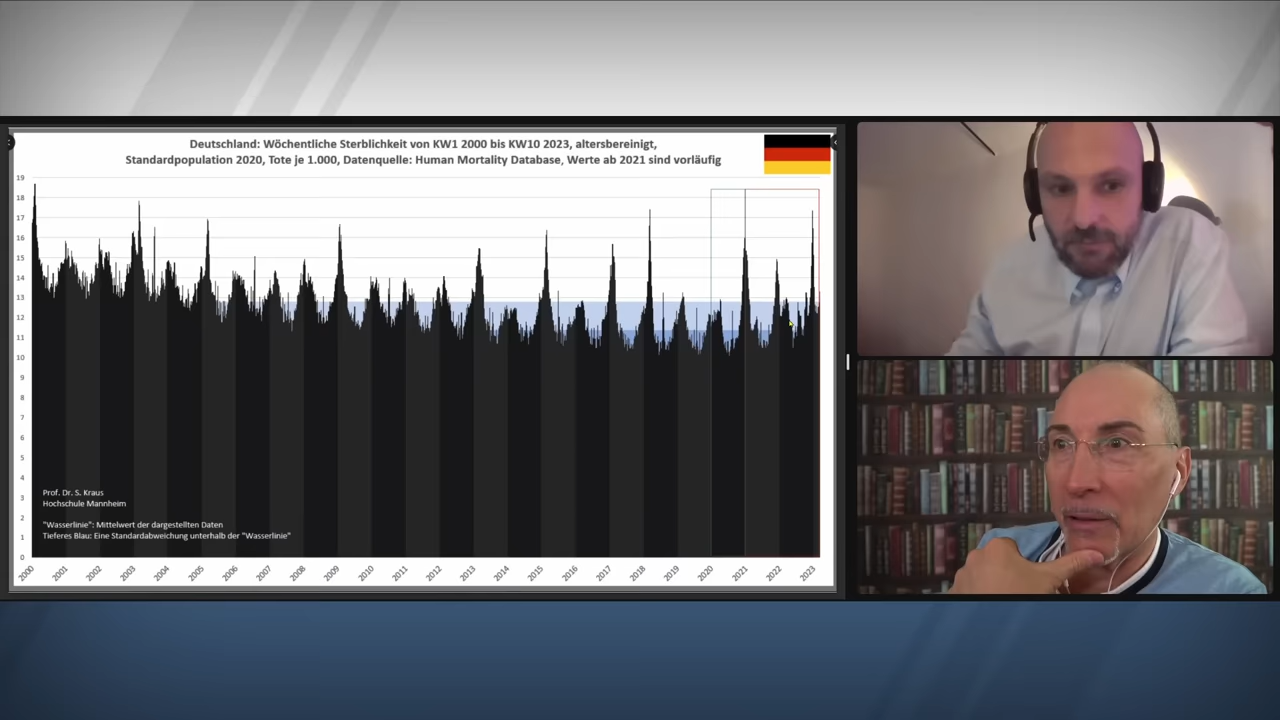 Deutschland: Wöchentliche Sterblichkeit von KW1 2000 bis KW10 2023, altersbereinigt,
Standardpopulation 2020, Tote je 1.000, Datenquelle: Human Mortality Database, Werte ab 2021 sind vorläufig
19
18
17
16
15
14
13
12
11
10
9
8
7
6
5
4
3
2
1
0
Prof. Dr. S. Kraus
Hochschule Mannheim
"Wasserlinie": Mittelwert der dargestellten Daten
Tieferes Blau: Eine Standardabweichung unterhalb der "Wasserlinie"
2000 2001 2002 2003 2004 2005 2006 2007 2008 2009 2010 2011 2012 2013 2014 2015 2016 2017 2018 2019 2020 2021 2022 2023